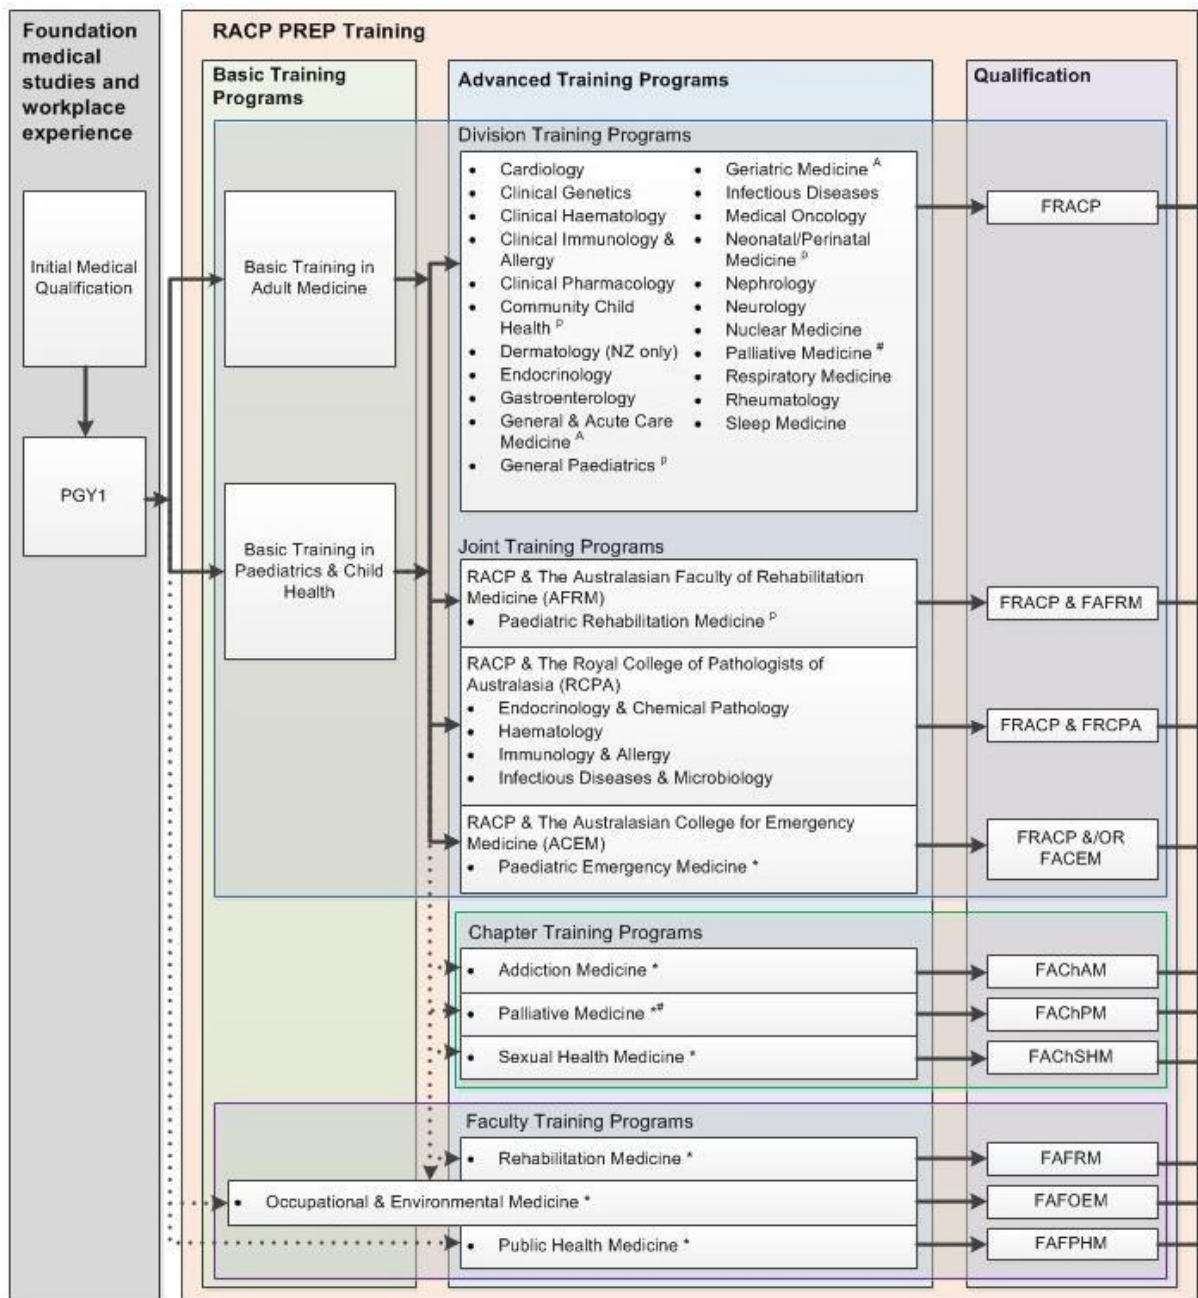 Foundation
medical
studies and
workplace
experience
Initial Medical
Qualification
PGY1
RACP PREP Training
Basic Training
Programs
Basic Training in
Adult Medicine
Basic Training in
Paediatrics & Child
Health
Advanced Training Programs
Division Training Programs
• Cardiology
• Clinical Genetics
• Clinical Haematology
• Clinical Immunology &
Allergy
• Clinical Pharmacology
• Community Child
Health P
• Dermatology (NZ only)
• Endocrinology
• Gastroenterology
• General & Acute Care
Medicine A
• General Paediatrics P
• Geriatric Medicine A
• Infectious Diseases
• Medical Oncology
• Neonatal/Perinatal
Medicine P
• Nephrology
• Neurology
• Nuclear Medicine
• Palliative Medicine #
• Respiratory Medicine
• Rheumatology
• Sleep Medicine
Joint Training Programs
RACP & The Australasian Faculty of Rehabilitation
Medicine (AFRM)
• Paediatric Rehabilitation Medicine P
RACP & The Royal College of Pathologists of
Australasia (RCPA)
• Endocrinology & Chemical Pathology
• Haematology
• Immunology & Allergy
• Infectious Diseases & Microbiology
RACP & The Australasian College for Emergency
Medicine (ACEM)
• Paediatric Emergency Medicine *
Chapter Training Programs
• Addiction Medicine *
• Palliative Medicine *#
• Sexual Health Medicine *
Faculty Training Programs
• Rehabilitation Medicine *
• Occupational & Environmental Medicine *
• Public Health Medicine *
Qualification
FRACP
FRACP & FAFRM
FRACP & FRCPA
FRACP &/OR
FACEM
FAChAM
FAChPM
FAChSHM
FAFRM
FAFOEM
FAFPHM